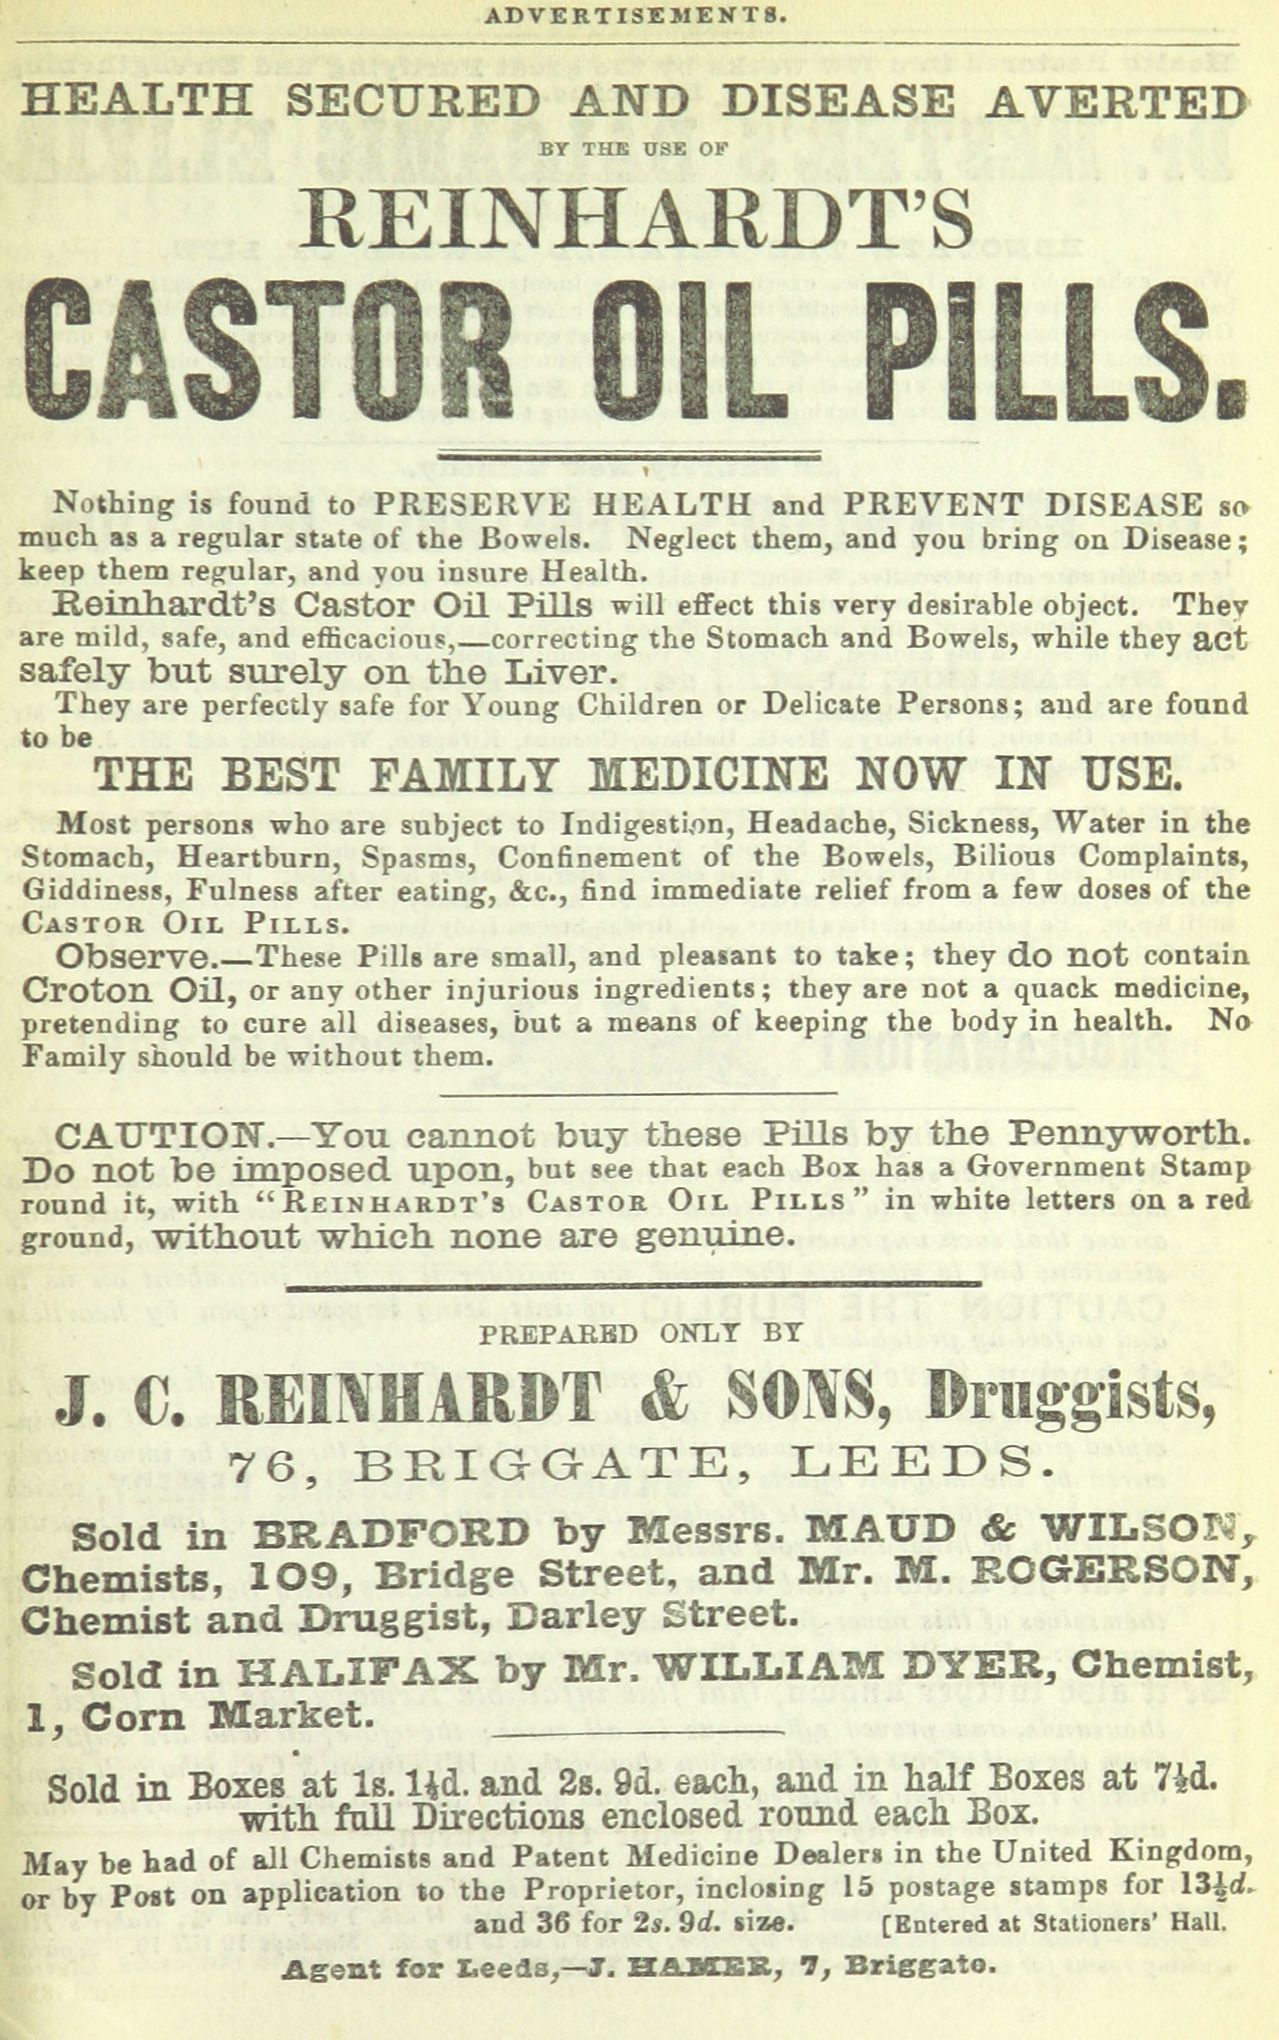 ADVERTISEMENTS.
HEALTH SECURED AND DISEASE AVERTED
BY THE USE OF
REINHARDT'S
CASTOR OIL PILLS.
Nothing is found to PRESERVE HEALTH and PREVENT DISEASE so
much as a regular state of the Bowels. Neglect them, and you bring on Disease;
keep them regular, and you insure Health.
Reinhardt's Castor Oil Pills will effect this very desirable object. They
are mild, safe, and efficacious,—correcting the Stomach and Bowels, while they act
safely but surely on the Liver.
They are perfectly safe for Young Children or Delicate Persons; and are found
to be
THE BEST FAMILY MEDICINE NOW IN USE.
Most persons who are subject to Indigestion, Headache, Sickness, Water in the
Stomach, Heartburn, Spasms, Confinement of the Bowels, Bilious Complaints,
Giddiness, Fulness after eating, &c., find immediate relief from a few doses of the
CASTOR OIL PILLS.
Observe.—These Pills are small, and pleasant to take; they do not contain
Croton Oil, or any other injurious ingredients; they are not a quack medicine,
pretending to cure all diseases, but a means of keeping the body in health. No
Family should be without them.
CAUTION.—You cannot buy these Pills by the Pennyworth.
Do not be imposed upon, but see that each Box has a Government Stamp
round it, with "REINHARDT'S CASTOR OIL PILLS" in white letters on a red
ground, without which none are genuine.
PREPARED ONLY BY
J. C. REINHARDT & SONS, Druggists,
76, BRIGGATE, LEEDS.
Sold in BRADFORD by Messrs. MAUD & WILSON,
Chemists, 109, Bridge Street, and Mr. M. ROGERSON,
Chemist and Druggist, Darley Street.
Sold in HALIFAX by Mr. WILLIAM DYER, Chemist,
1, Corn Market.
Sold in Boxes at 1s. 1½d. and 2s. 9d. each, and in half Boxes at 7½d.
with full Directions enclosed round each Box.
May be had of all Chemists and Patent Medicine Dealers in the United Kingdom,
or by Post on application to the Proprietor, inclosing 15 postage stamps for 13½d.
and 36 for 2s. 9d. size. [Entered at Stationers' Hall.
Agent for Leeds,—J. HAMER, 7, Briggate.